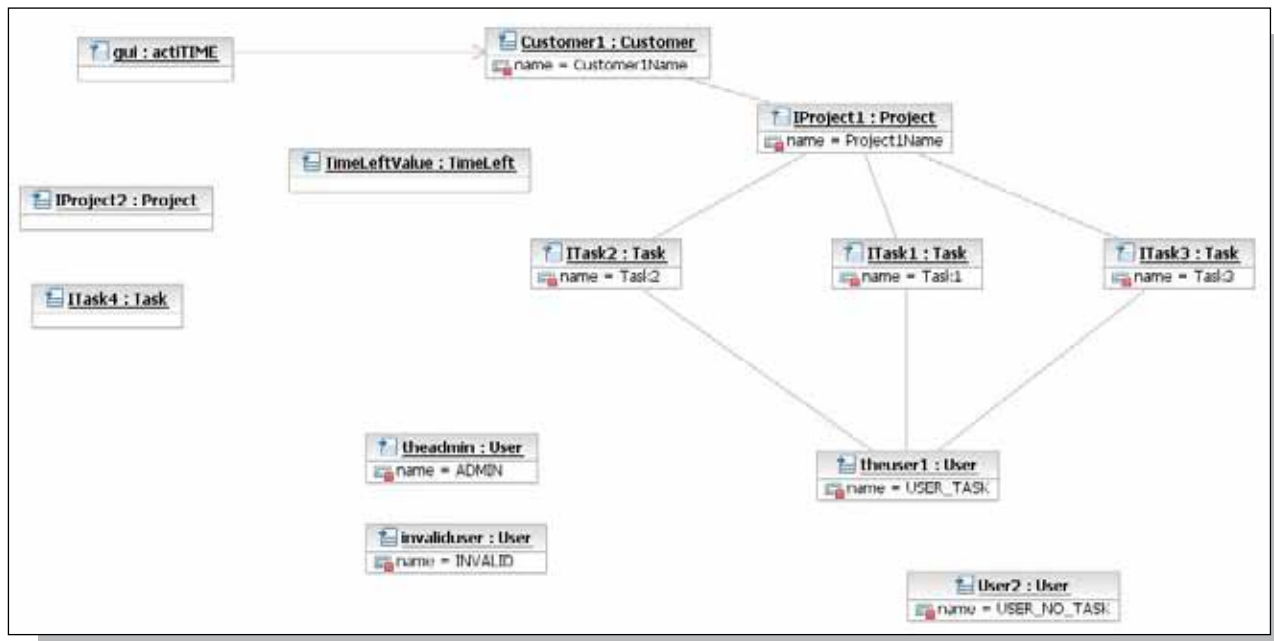 gui : actiTIME
Customer1 : Customer
name = Customer1Name
IProject1 : Project
name = Project1Name
TimeLeftValue : TimeLeft
IProject2 : Project
ITask2 : Task
name = Task2
ITask1 : Task
name = Task1
ITask3 : Task
name = Task3
ITask4 : Task
theadmin : User
name = ADMIN
theuser1 : User
name = USER_TASK
invaliduser : User
name = INVALID
User2 : User
name = USER_NO_TASK